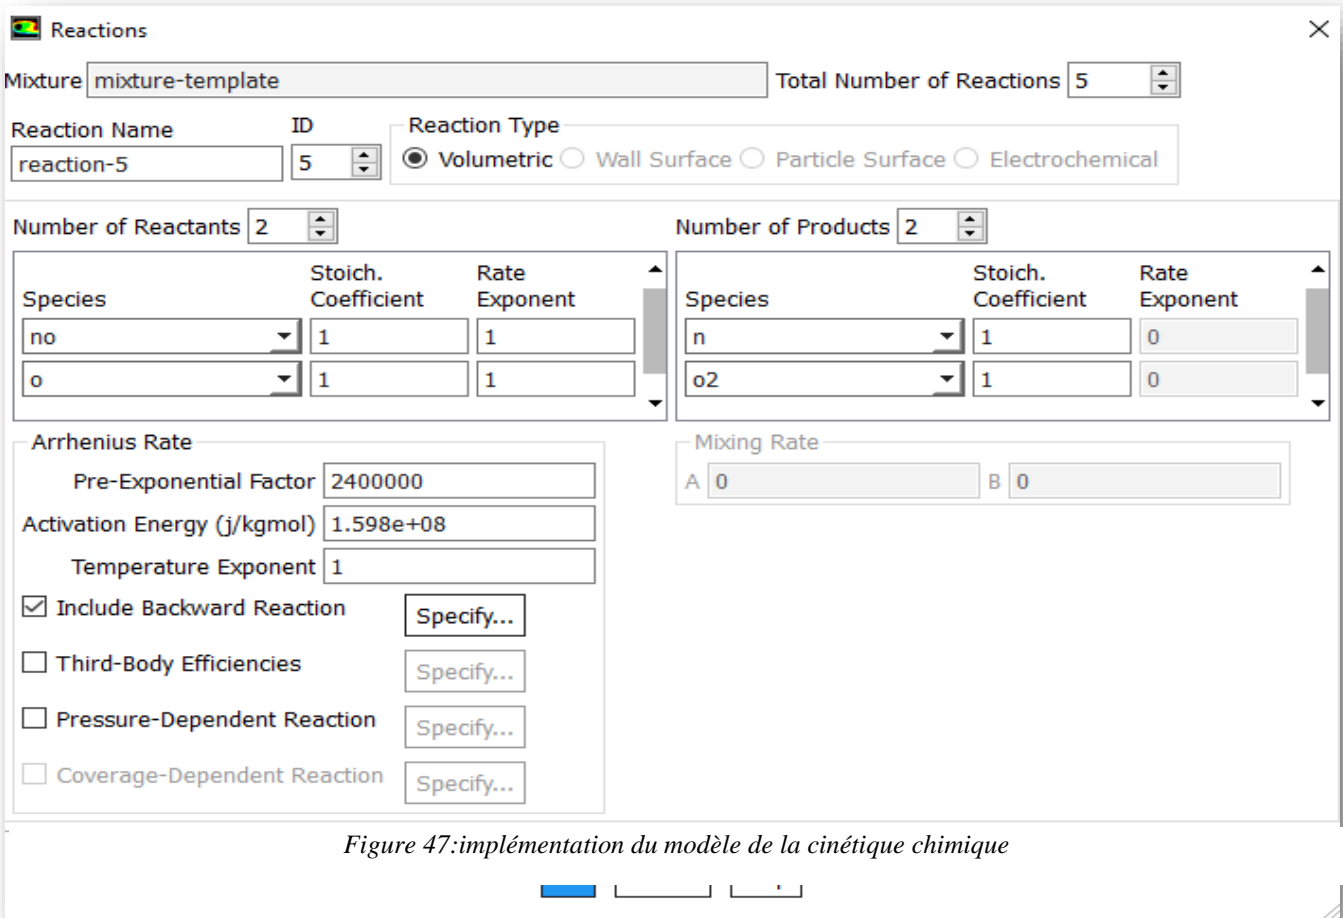 Reactions
Mixture mixture-template Total Number of Reactions 5
Reaction Name ID Reaction Type
reaction-5 5 Volumetric Wall Surface Particle Surface Electrochemical
Number of Reactants 2 Number of Products 2
Species Stoich. Coefficient Rate Exponent Species Stoich. Coefficient Rate Exponent
no 1 1 n 1 0
o 1 1 o2 1 0
Arrhenius Rate Mixing Rate
Pre-Exponential Factor 2400000 A 0 B 0
Activation Energy (j/kgmol) 1.598e+08
Temperature Exponent 1
Include Backward Reaction Specify...
Third-Body Efficiencies Specify...
Pressure-Dependent Reaction Specify...
Coverage-Dependent Reaction Specify...
Figure 47:implémentation du modèle de la cinétique chimique